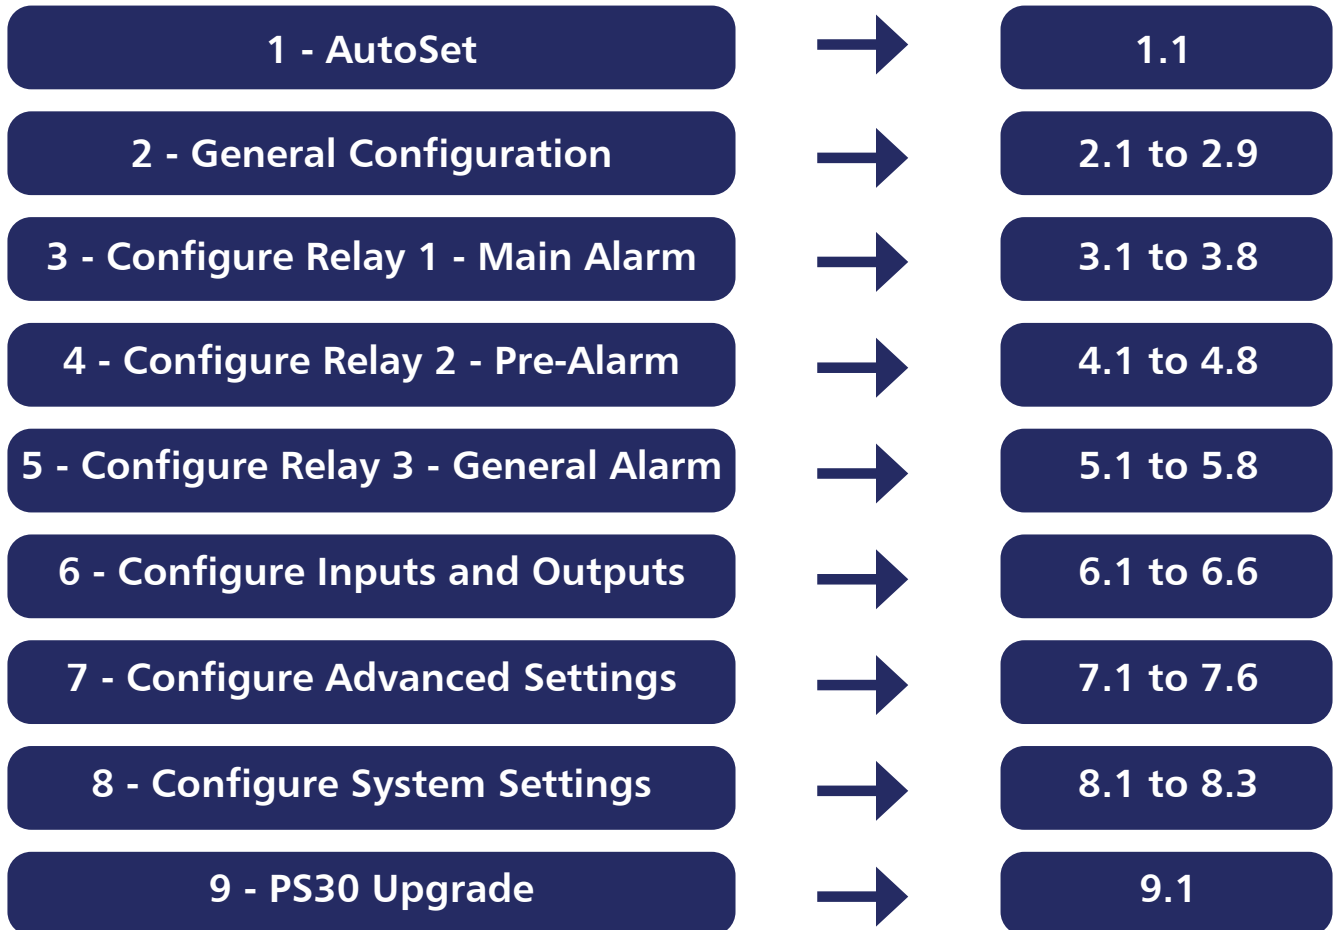 1 - AutoSet
1.1
2 - General Configuration
2.1 to 2.9
3 - Configure Relay 1 - Main Alarm
3.1 to 3.8
4 - Configure Relay 2 - Pre-Alarm
4.1 to 4.8
5 - Configure Relay 3 - General Alarm
5.1 to 5.8
6 - Configure Inputs and Outputs
6.1 to 6.6
7 - Configure Advanced Settings
7.1 to 7.6
8 - Configure System Settings
8.1 to 8.3
9 - PS30 Upgrade
9.1